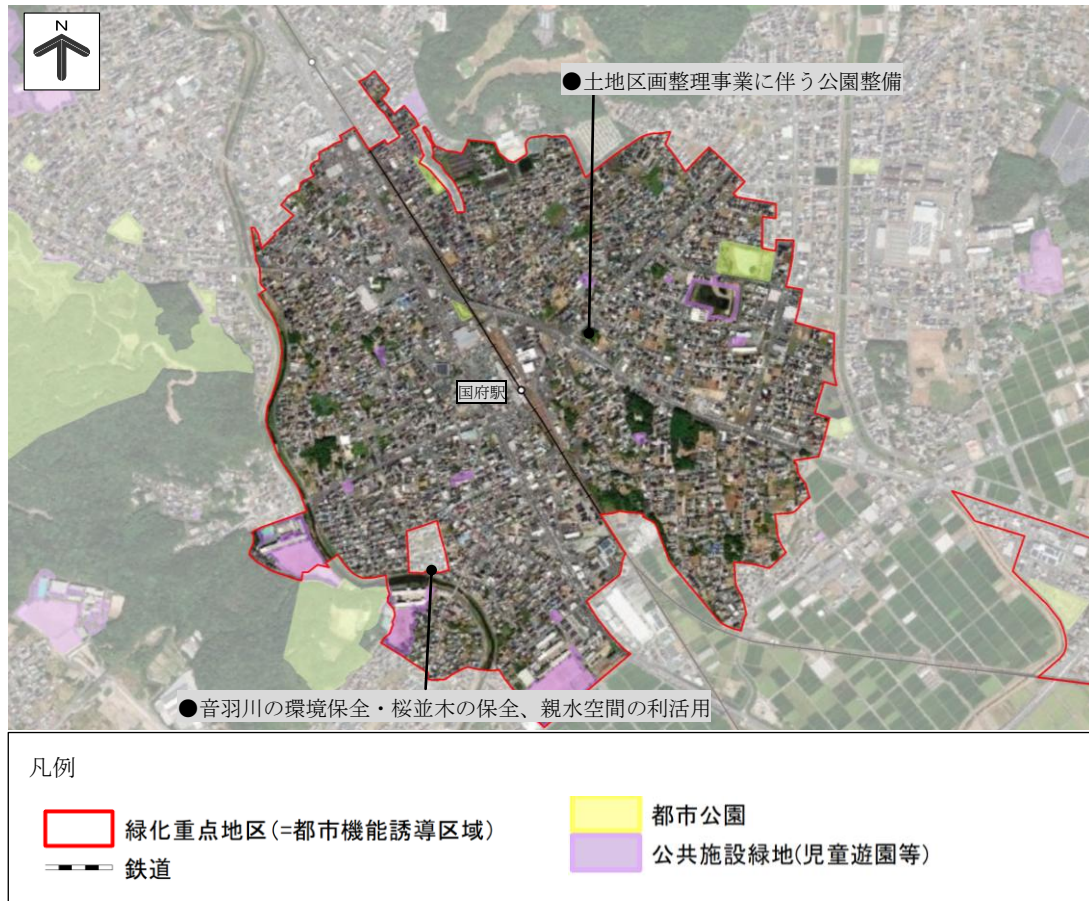 N
●土地区画整理事業に伴う公園整備
国府駅
●音羽川の環境保全・桜並木の保全、親水空間の利活用
凡例
緑化重点地区(=都市機能誘導区域)
鉄道
都市公園
公共施設緑地(児童遊園等)